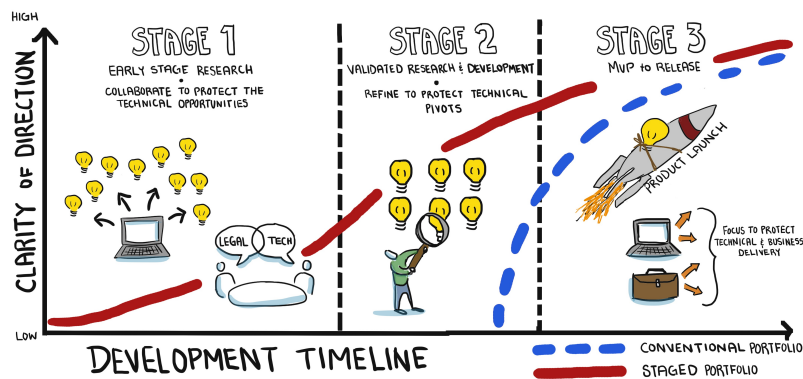 HIGH
STAGE 1
EARLY STAGE RESEARCH
•
COLLABORATE TO PROTECT THE
TECHNICAL OPPORTUNITIES
STAGE 2
VALIDATED RESEARCH & DEVELOPMENT
•
REFINE TO PROTECT TECHNICAL
PIVOTS
STAGE 3
MVP TO RELEASE
CLARITY OF DIRECTION
LEGAL
TECH
PRODUCT LAUNCH
FOCUS TO PROTECT
TECHNICAL & BUSINESS
DELIVERY
LOW
DEVELOPMENT TIMELINE
CONVENTIONAL PORTFOLIO
STAGED PORTFOLIO